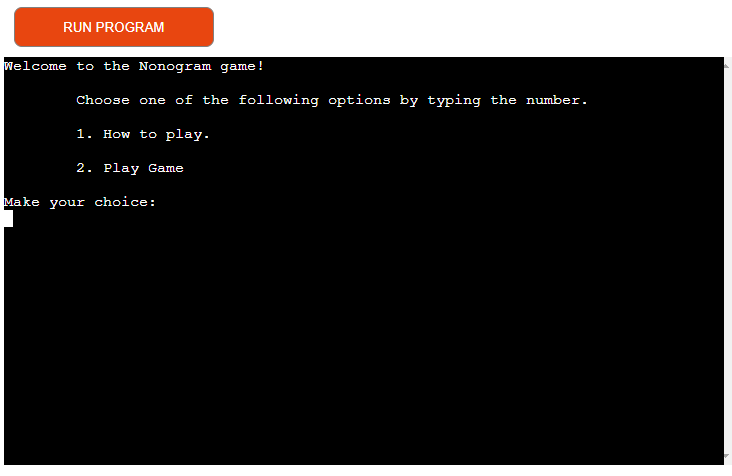 RUN PROGRAM
Welcome to the Nonogram game!
Choose one of the following options by typing the number.
1. How to play.
2. Play Game
Make your choice: